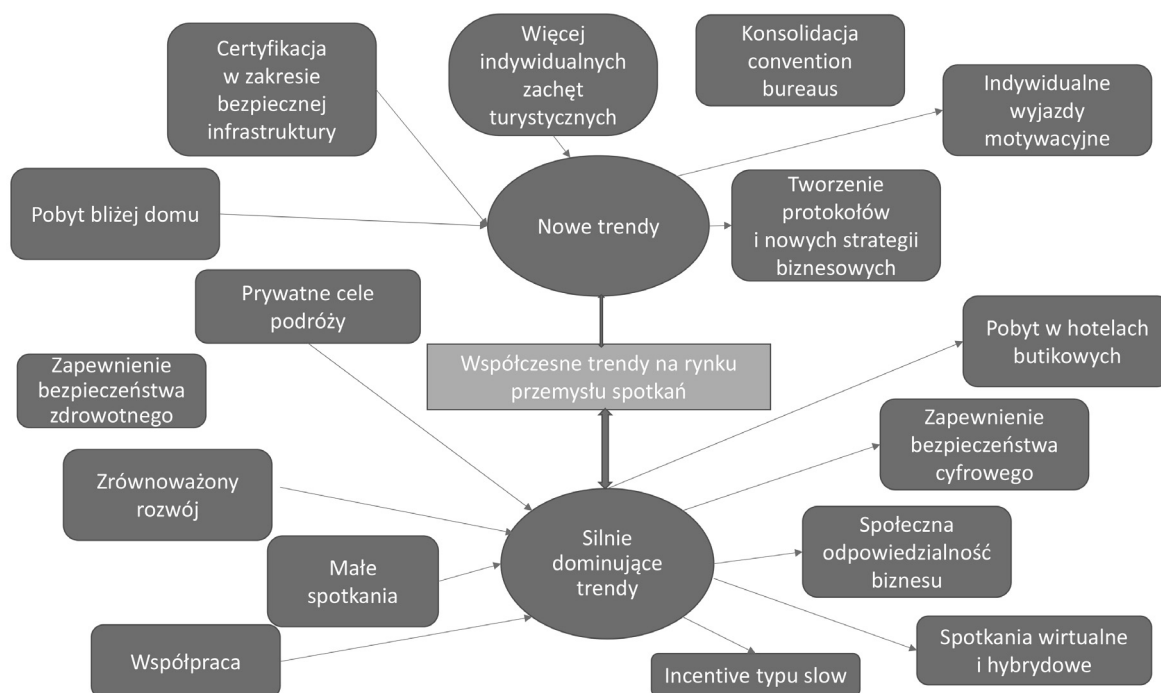 Certyfikacja
w zakresie
bezpiecznej
infrastruktury
Więcej
indywidualnych
zachęt
turystycznych
Konsolidacja
convention
bureaus
Indywidualne
wyjazdy
motywacyjne
Pobyt bliżej domu
Nowe trendy
Tworzenie
protokołów
i nowych strategii
biznesowych
Prywatne cele
podróży
Współczesne trendy na rynku
przemysłu spotkań
Pobyt w hotelach
butikowych
Zapewnienie
bezpieczeństwa
zdrowotnego
Zapewnienie
bezpieczeństwa
cyfrowego
Zrównoważony
rozwój
Silnie
dominujące
trendy
Społeczna
odpowiedzialność
biznesu
Małe
spotkania
Współpraca
Incentive typu slow
Spotkania wirtualne
i hybrydowe